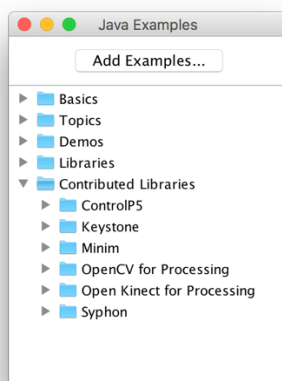 Java Examples
Add Examples...
Basics
Topics
Demos
Libraries
Contributed Libraries
ControlP5
Keystone
Minim
OpenCV for Processing
Open Kinect for Processing
Syphon